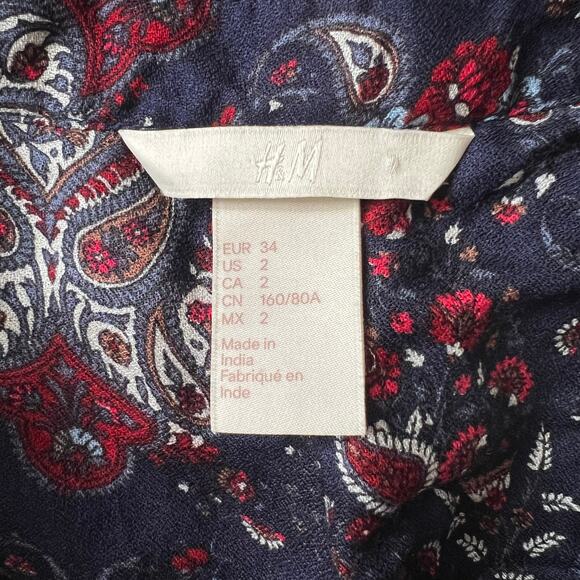 H&M
EUR 34
US 2
CA 2
CN 160/80A
MX 2
Made in
India
Fabriqué en
Inde